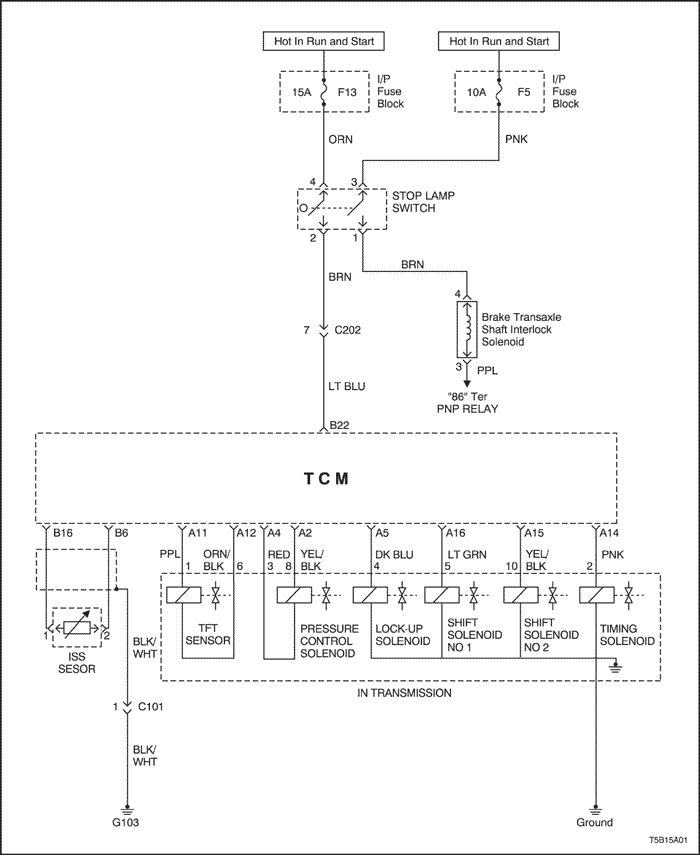 Hot In Run and Start
Hot In Run and Start
15A F13
I/P
Fuse
Block
10A F5
I/P
Fuse
Block
ORN
PNK
4
3
STOP LAMP
SWITCH
2
1
BRN
BRN
4
7 C202
Brake Transaxle
Shaft Interlock
Solenoid
3
PPL
LT BLU
"86" Ter
PNP RELAY
B22
TCM
B16
B6
A11
A12
A4
A2
A5
A16
A15
A14
PPL
1
ORN/
BLK
6
RED
3
YEL/
BLK
8
DK BLU
4
LT GRN
5
YEL/
BLK
10
PNK
2
1
2
ISS
SESOR
BLK/
WHT
TFT
SENSOR
PRESSURE
CONTROL
SOLENOID
LOCK-UP
SOLENOID
SHIFT
SOLENOID
NO 1
SHIFT
SOLENOID
NO 2
TIMING
SOLENOID
IN TRANSMISSION
1 C101
BLK/
WHT
G103
Ground
T5B15A01